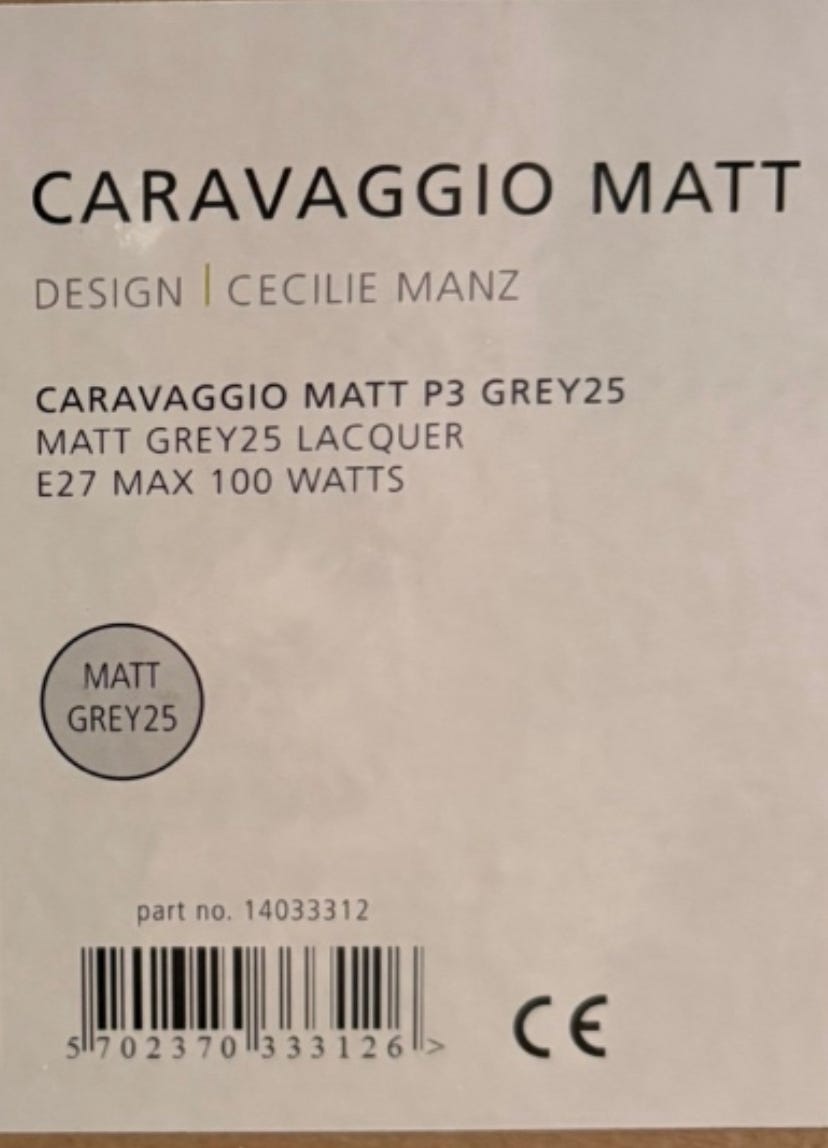 CARAVAGGIO MATT
DESIGN | CECILIE MANZ
CARAVAGGIO MATT P3 GREY25
MATT GREY25 LACQUER
E27 MAX 100 WATTS
MATT
GREY25
part no. 14033312
5 702370 333126 >
CE